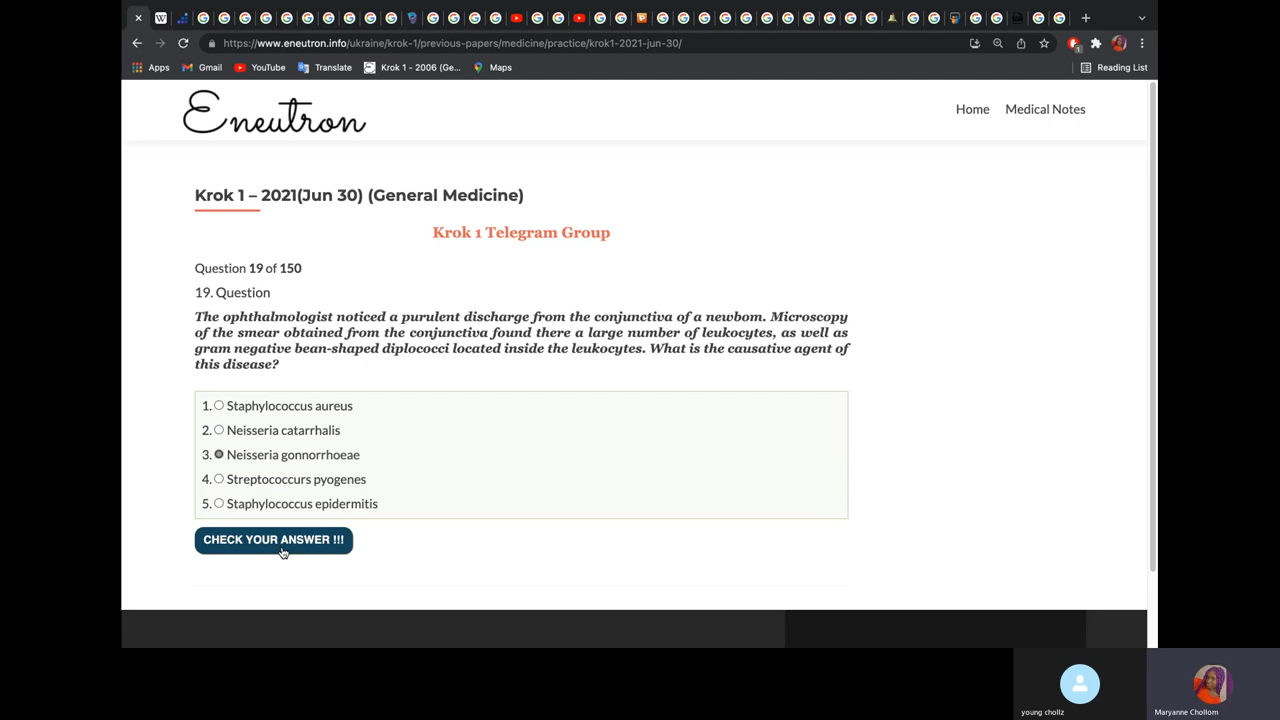 https://www.eneutron.info/ukraine/krok-1/previous-papers/medicine/practice/krok1-2021-jun-30/
1
Apps Gmail YouTube Translate Krok 1 - 2006 (Ge... Maps Reading List
Eneutron
Home Medical Notes
Krok 1 – 2021(Jun 30) (General Medicine)
Krok 1 Telegram Group
Question 19 of 150
19. Question
The ophthalmologist noticed a purulent discharge from the conjunctiva of a newbom. Microscopy
of the smear obtained from the conjunctiva found there a large number of leukocytes, as well as
gram negative bean-shaped diplococci located inside the leukocytes. What is the causative agent of
this disease?
1. Staphylococcus aureus
2. Neisseria catarrhalis
3. Neisseria gonnorrhoeae
4. Streptococcurs pyogenes
5. Staphylococcus epidermitis
CHECK YOUR ANSWER !!!
young chollz
Maryanne Chollom